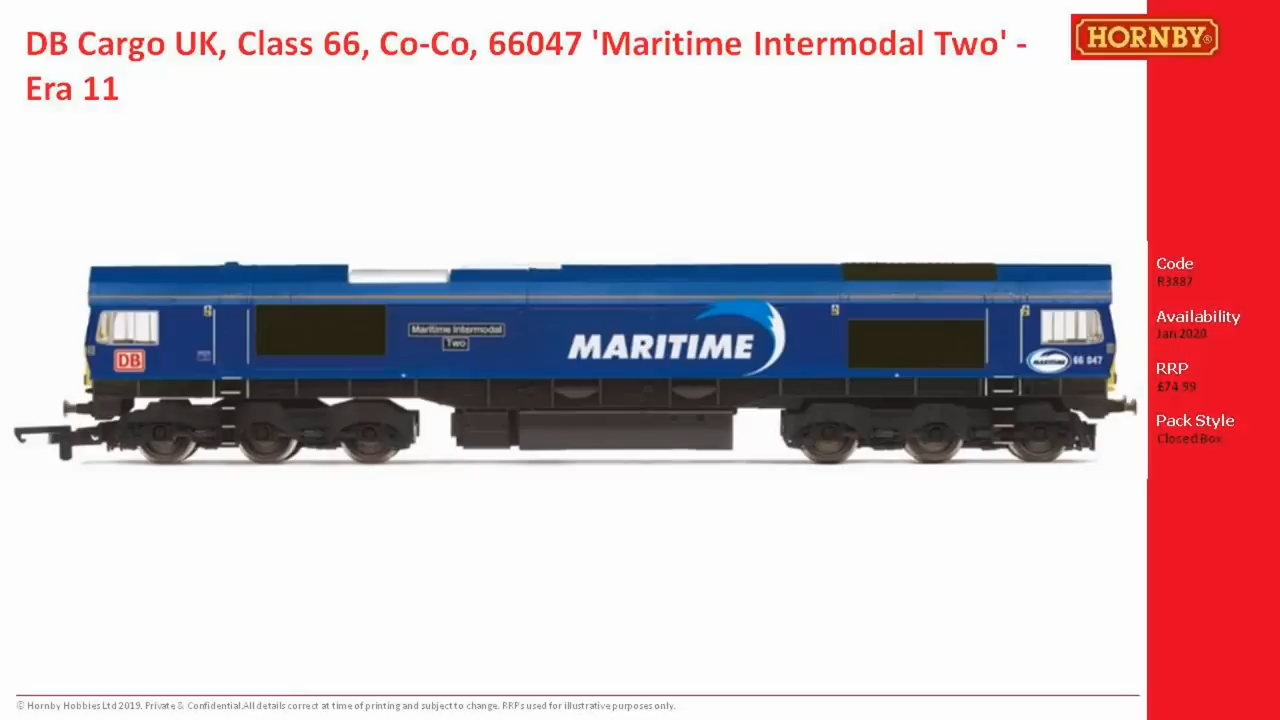 DB Cargo UK, Class 66, Co-Co, 66047 'Maritime Intermodal Two' -
Era 11
HORNBY®
Maritime Intermodal
Two
MARITIME
DB
MARITIME
66 047
Code
R3887
Availability
Jan 2020
RRP
£74.99
Pack Style
Closed Box
© Hornby Hobbies Ltd 2019. Private & Confidential.All details correct at time of printing and subject to change. RRPs used for illustrative purposes only.